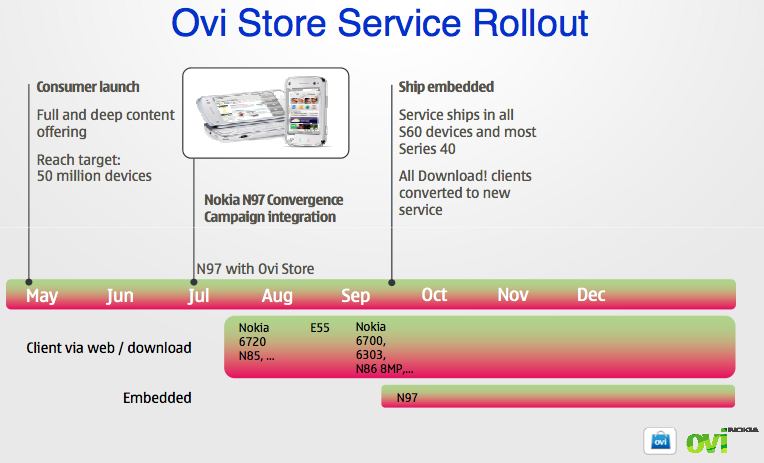 Ovi Store Service Rollout
Consumer launch
Full and deep content
offering
Reach target:
50 million devices
Nokia N97 Convergence
Campaign integration
N97 with Ovi Store
Ship embedded
Service ships in all
S60 devices and most
Series 40
All Download! clients
converted to new
service
May Jun Jul Aug Sep Oct Nov Dec
Client via web / download
Nokia
6720
N85, ...
E55
Nokia
6700,
6303,
N86 8MP,...
Embedded
N97
ovi
ovi NOKIA